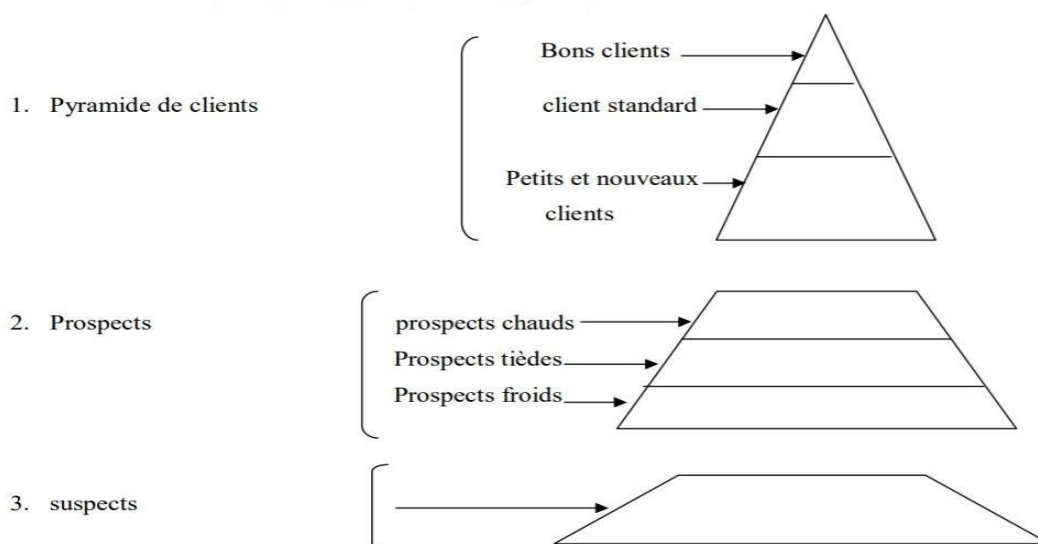 Bons clients
1. Pyramide de clients
client standard
Petits et nouveaux
clients
2. Prospects
prospects chauds
Prospects tièdes
Prospects froids
3. suspects